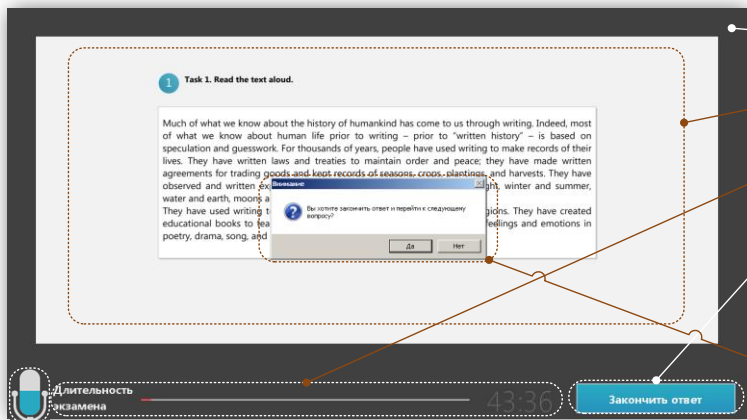 1
Task 1. Read the text aloud.
Much of what we know about the history of humankind has come to us through writing. Indeed, most
of what we know about human life prior to writing – prior to "written history" – is based on
speculation and guesswork. For thousands of years, people have used writing to make records of their
lives. They have written laws and treaties to maintain order and peace; they have made written
agreements for trading goods and kept records of seasons, crops, plantings, and harvests. They have
observed and written winter and summer,
water and earth, moons
They have used writing They have created
educational books to feelings and emotions in
poetry, drama, song, and
Внимание
Вы хотите закончить ответ и перейти к следующему
вопросу?
Да Нет
Длительность
экзамена
43:36
Закончить ответ